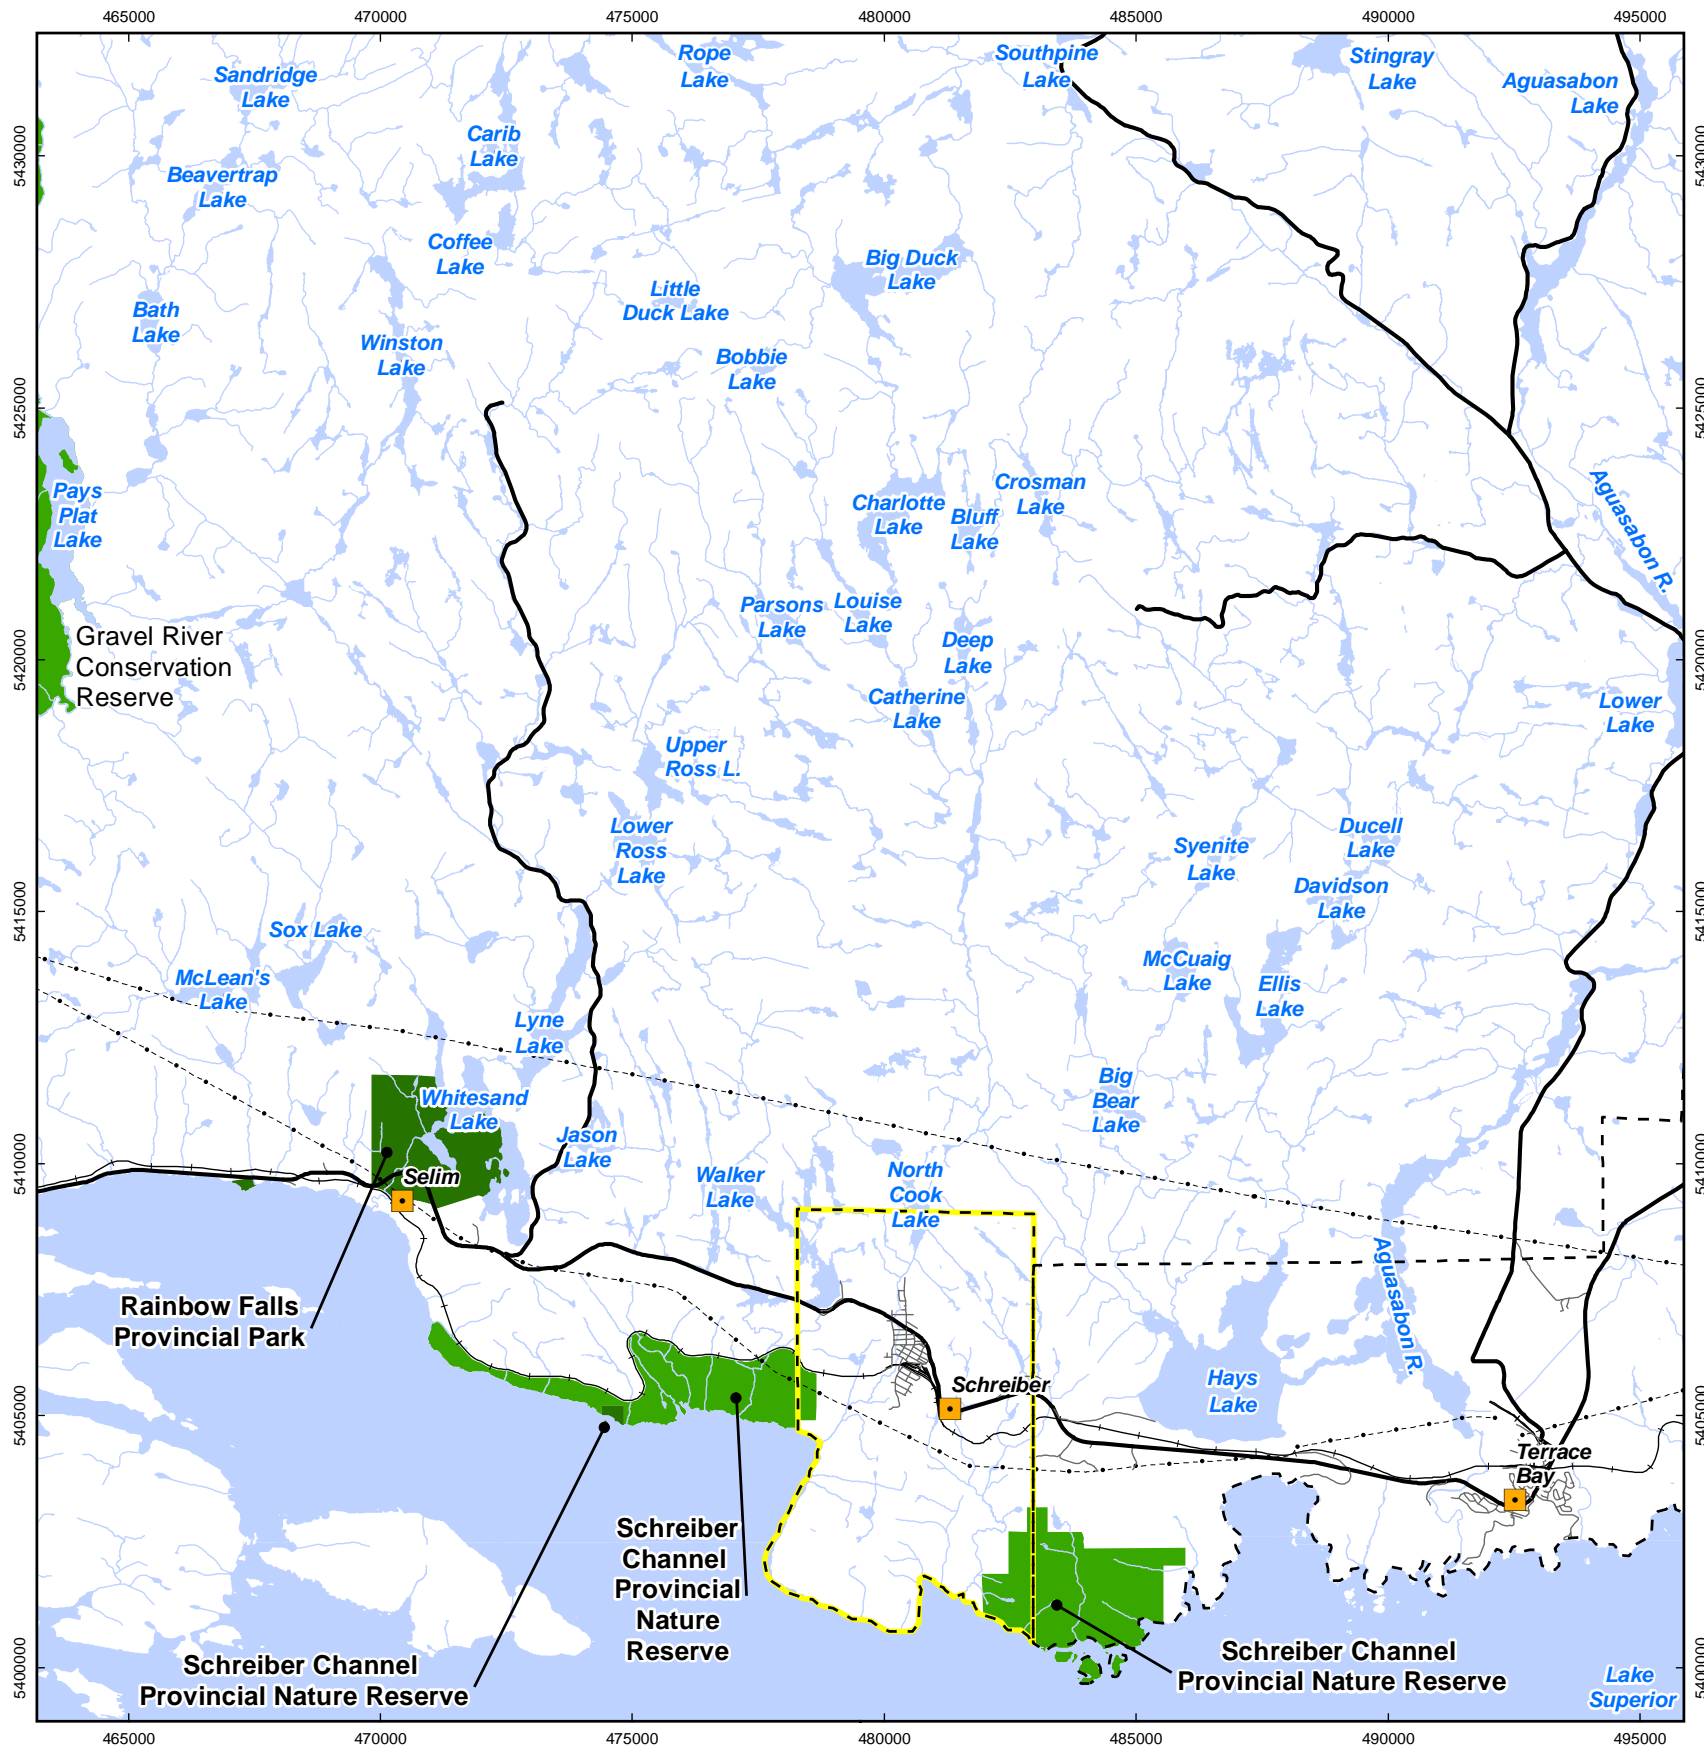 465000
470000
475000
480000
485000
490000
495000
Rope
Lake
Southpine
Lake
Stingray
Lake
Aguasabon
Lake
Sandridge
Lake
Carib
Lake
5430000
5430000
Beavertrap
Lake
Coffee
Lake
Big Duck
Lake
Little
Duck Lake
Bath
Lake
Winston
Lake
Bobbie
Lake
5425000
5425000
Pays
Plat
Lake
Charlotte
Lake
Bluff
Lake
Crosman
Lake
Aguasabon R.
Parsons
Lake
Louise
Lake
Deep
Lake
Gravel River
Conservation
Reserve
5420000
5420000
Catherine
Lake
Lower
Lake
Upper
Ross L.
Lower
Ross
Lake
Syenite
Lake
Ducell
Lake
Davidson
Lake
5415000
5415000
Sox Lake
McLean's
Lake
McCuaig
Lake
Ellis
Lake
Lyne
Lake
Whitesand
Lake
Big
Bear
Lake
Jason
Lake
5410000
5410000
Selim
Walker
Lake
North
Cook
Lake
Aguasabon R.
Rainbow Falls
Provincial Park
Schreiber
Hays
Lake
5405000
5405000
Terrace
Bay
Schreiber
Channel
Provincial
Nature
Reserve
Schreiber Channel
Provincial Nature Reserve
Schreiber Channel
Provincial Nature Reserve
Lake
Superior
5400000
5400000
465000
470000
475000
480000
485000
490000
495000